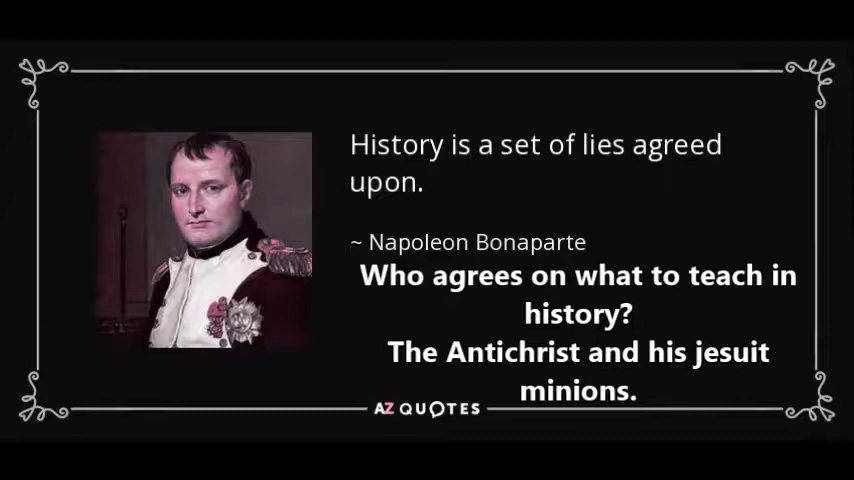 History is a set of lies agreed
upon.
~ Napoleon Bonaparte
Who agrees on what to teach in
history?
The Antichrist and his jesuit
minions.
AZ QUOTES